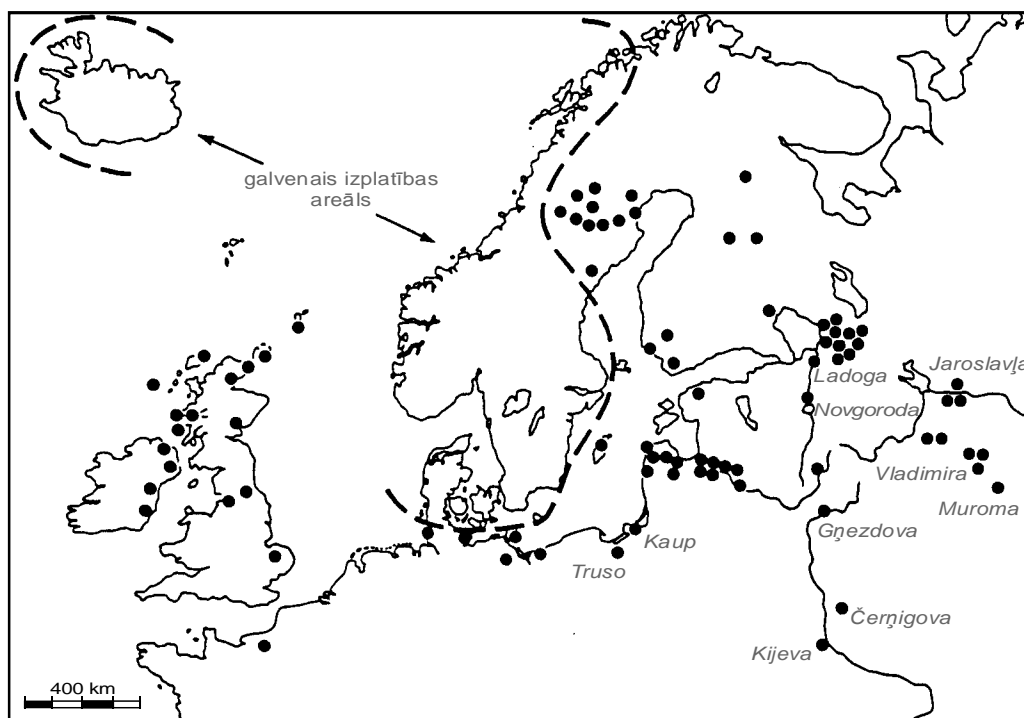 galvenais izplatības
areāls
Ladoga
Jaroslavļa
Novgoroda
Vladimira
Muroma
Gņezdova
Kaup
Truso
Čerņigova
Kijeva
400 km